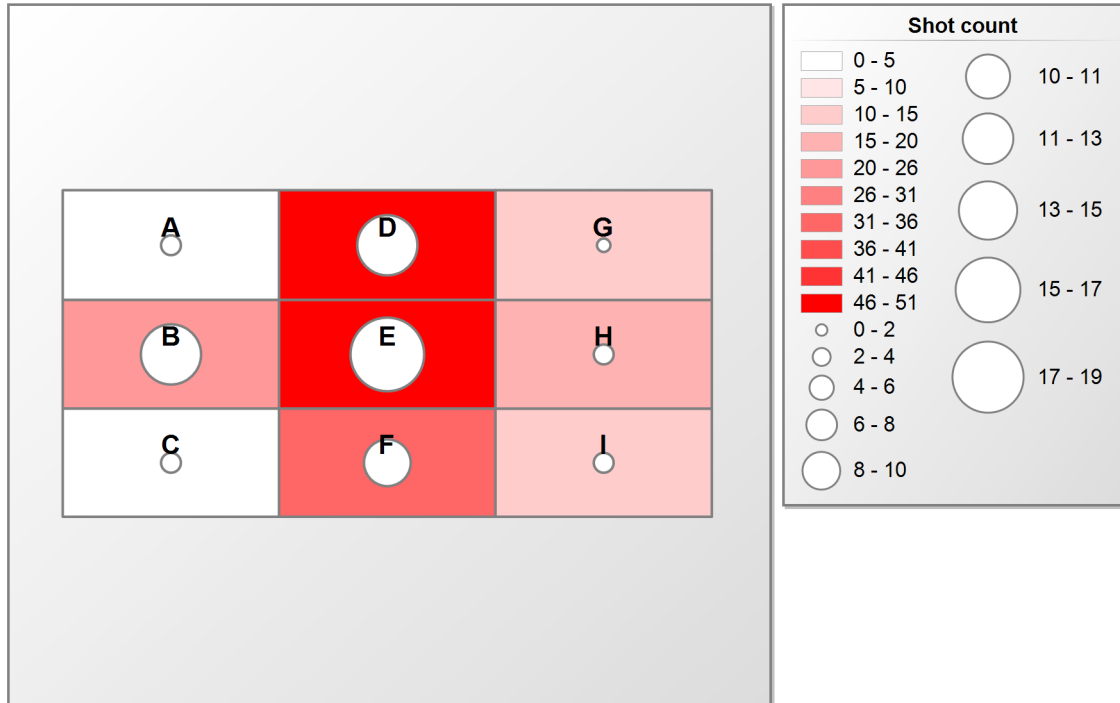 Shot count
0 - 5
5 - 10
10 - 15
15 - 20
20 - 26
26 - 31
31 - 36
36 - 41
41 - 46
46 - 51
0 - 2
2 - 4
4 - 6
6 - 8
8 - 10
10 - 11
11 - 13
13 - 15
15 - 17
17 - 19
A D G
B E H
C F I